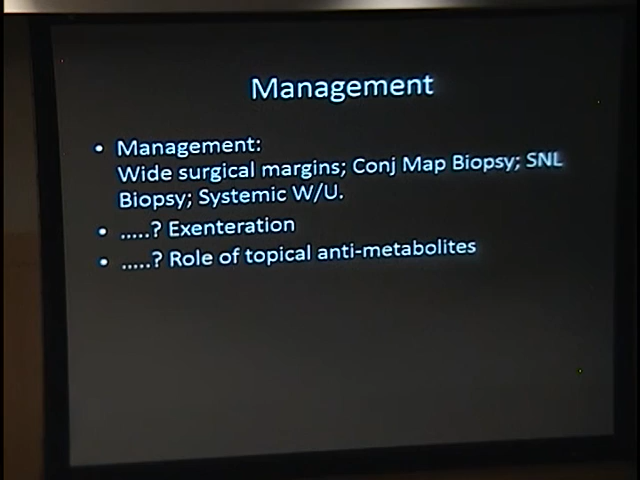 Management
• Management:
Wide surgical margins; Conj Map Biopsy; SNL
Biopsy; Systemic W/U.
• .....? Exenteration
• .....? Role of topical anti-metabolites